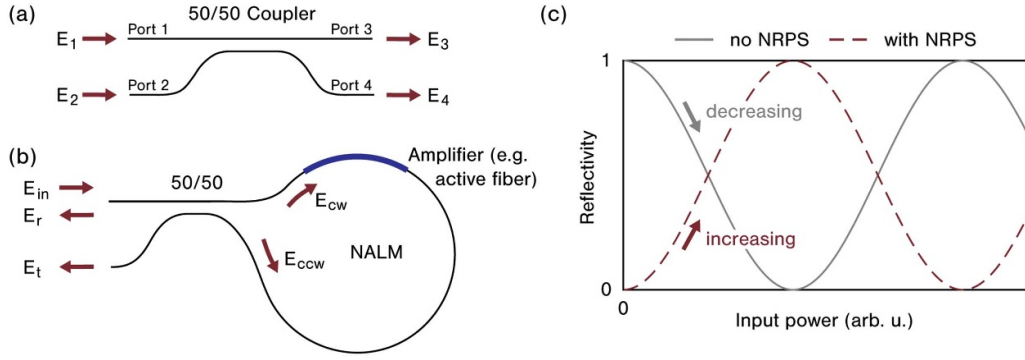 (a)
50/50 Coupler
E1 Port 1 Port 3 E3
E2 Port 2 Port 4 E4
(b)
50/50
Amplifier (e.g.
active fiber)
Ein
Er
Et
Ecw
Eccw
NALM
(c)
no NRPS with NRPS
1
decreasing
Reflectivity
increasing
0
0
Input power (arb. u.)